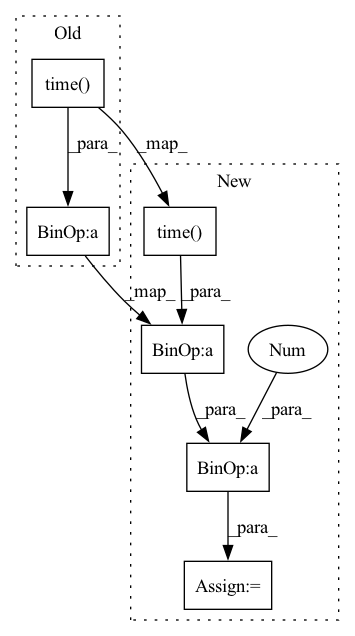 Old
time()
_para_
_map_
New
BinOp:a
time()
_map_
_para_
BinOp:a
Num
_para_
_para_
BinOp:a
_para_
Assign:=